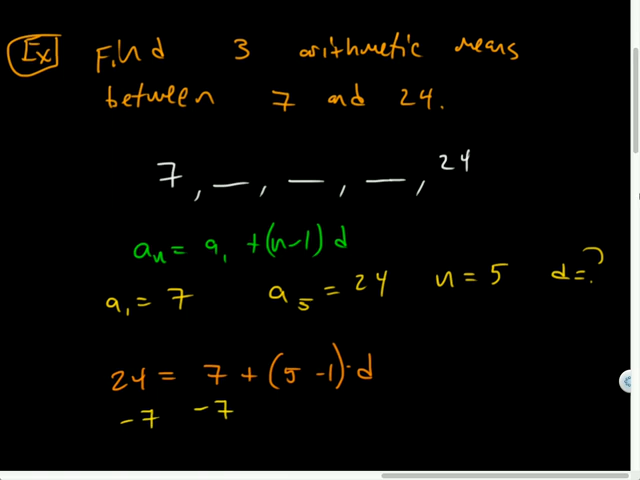 Ex Find 3 arithmetic means
between 7 and 24.
7, __, __, __, 24
aₙ = a₁ + (n-1) d
a₁ = 7 a₅ = 24 n = 5 d = ?
24 = 7 + (5 - 1) · d
-7 -7